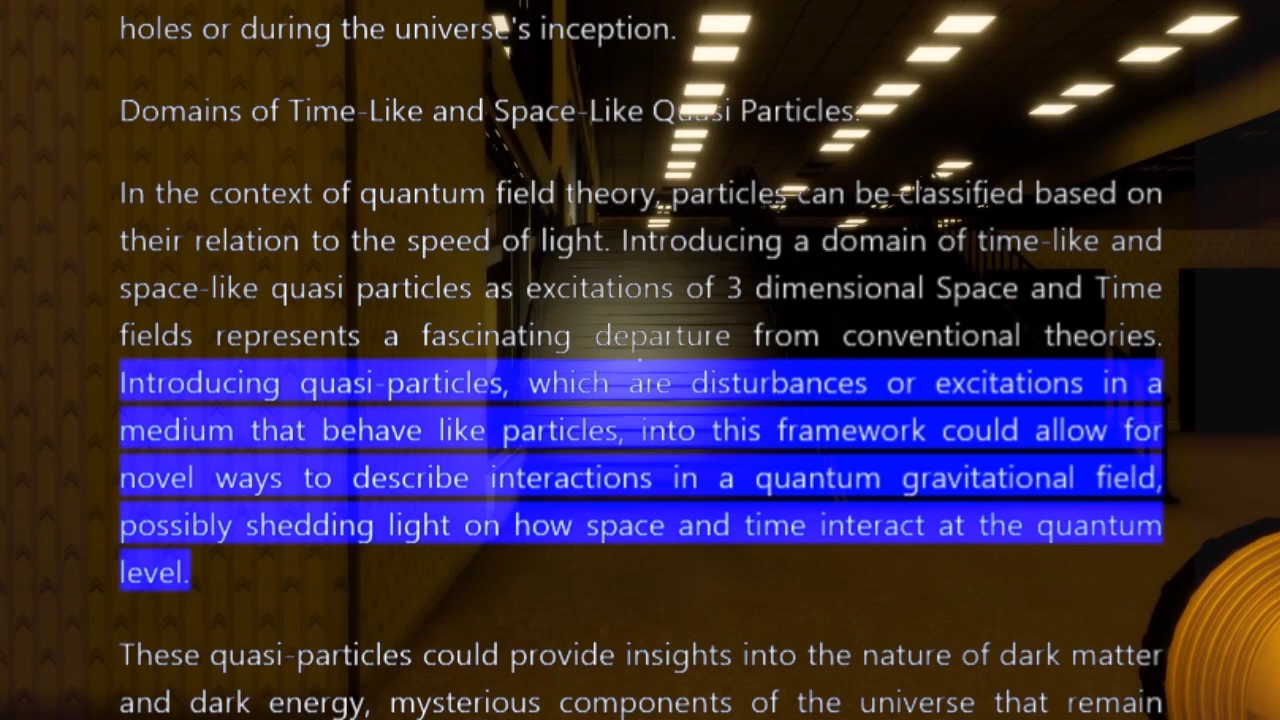 holes or during the universe's inception.
Domains of Time-Like and Space-Like Quasi Particles:
In the context of quantum field theory, particles can be classified based on
their relation to the speed of light. Introducing a domain of time-like and
space-like quasi particles as excitations of 3 dimensional Space and Time
fields represents a fascinating departure from conventional theories.
Introducing quasi-particles, which are disturbances or excitations in a
medium that behave like particles, into this framework could allow for
novel ways to describe interactions in a quantum gravitational field,
possibly shedding light on how space and time interact at the quantum
level.
These quasi-particles could provide insights into the nature of dark matter
and dark energy, mysterious components of the universe that remain